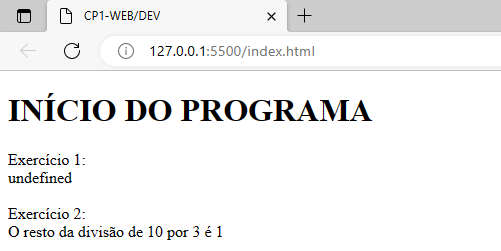 CP1-WEB/DEV
127.0.0.1:5500/index.html
INÍCIO DO PROGRAMA
Exercício 1:
undefined
Exercício 2:
O resto da divisão de 10 por 3 é 1